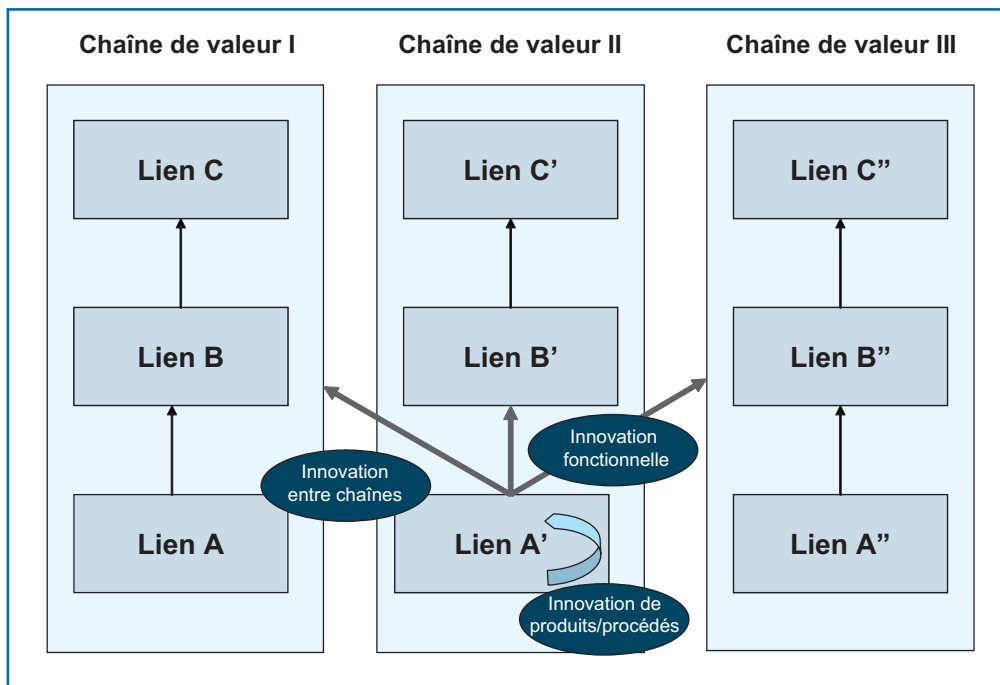 Chaîne de valeur I
Chaîne de valeur II
Chaîne de valeur III
Lien C
Lien C’
Lien C”
Lien B
Lien B’
Lien B”
Innovation
fonctionnelle
Innovation
entre chaînes
Lien A
Lien A’
Lien A”
Innovation de
produits/procédés